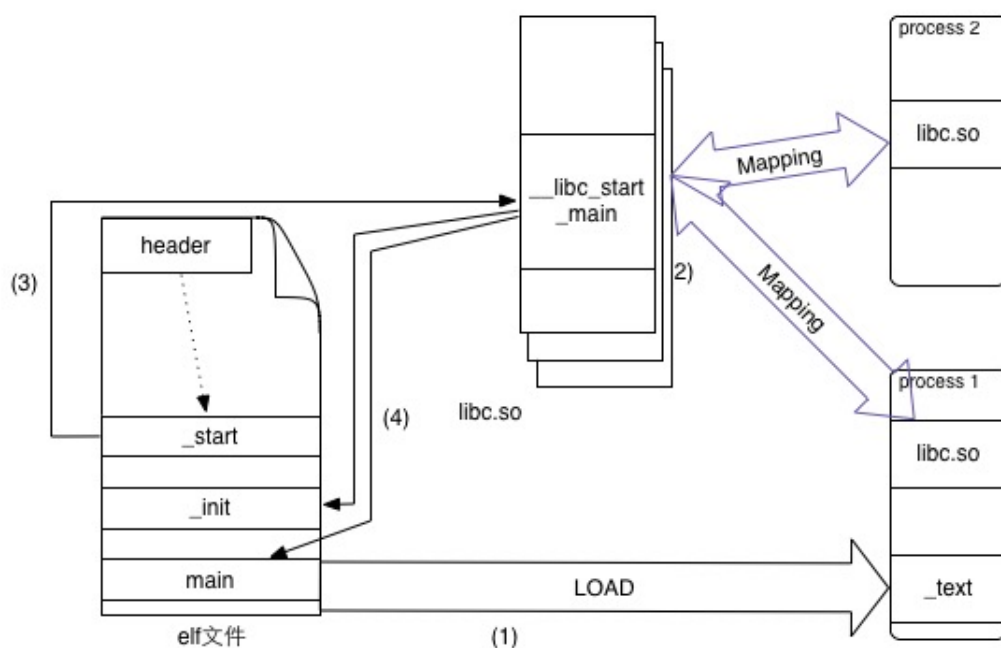 process 2
libc.so
Mapping
__libc_start
_main
header
(3)
2)
Mapping
process 1
libc.so
(4)
libc.so
_start
_init
main
LOAD
_text
elf文件
(1)